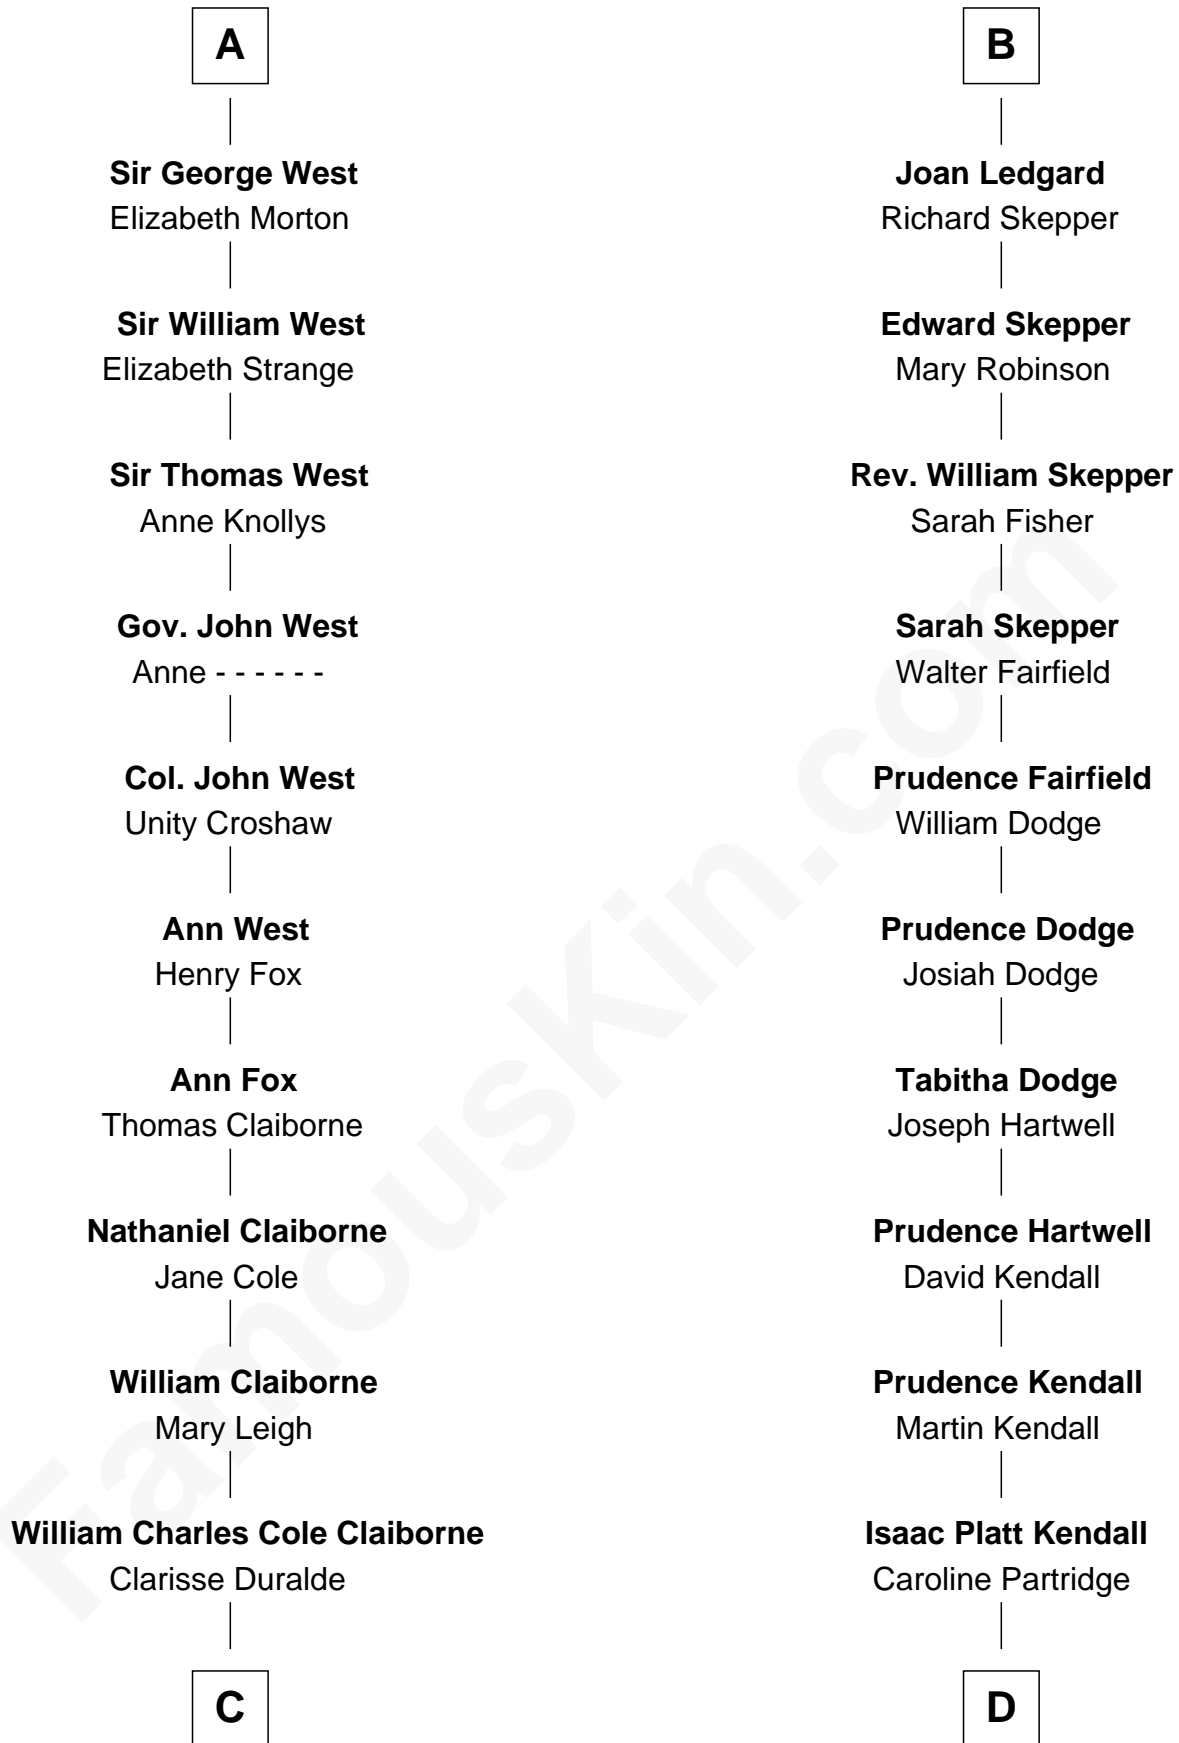 A
Sir George West
Elizabeth Morton
Sir William West
Elizabeth Strange
Sir Thomas West
Anne Knollys
Gov. John West
Anne - - - - - -
Col. John West
Unity Croshaw
Ann West
Henry Fox
Ann Fox
Thomas Claiborne
Nathaniel Claiborne
Jane Cole
William Claiborne
Mary Leigh
William Charles Cole Claiborne
Clarisse Duralde
C
B
Joan Ledgard
Richard Skepper
Edward Skepper
Mary Robinson
Rev. William Skepper
Sarah Fisher
Sarah Skepper
Walter Fairfield
Prudence Fairfield
William Dodge
Prudence Dodge
Josiah Dodge
Tabitha Dodge
Joseph Hartwell
Prudence Hartwell
David Kendall
Prudence Kendall
Martin Kendall
Isaac Platt Kendall
Caroline Partridge
D
FamousKin.com